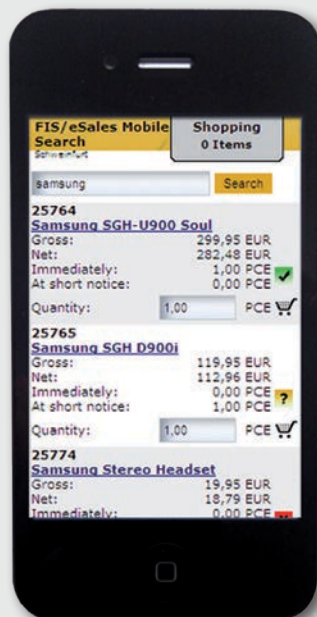 FIS/eSales Mobile Shopping
Search 0 Items
Schweinfurt
samsung Search
25764
Samsung SGH-U900 Soul
Gross: 299,95 EUR
Net: 282,48 EUR
Immediately: 1,00 PCE
At short notice: 0,00 PCE
Quantity: 1,00 PCE
25765
Samsung SGH D900i
Gross: 119,95 EUR
Net: 112,96 EUR
Immediately: 0,00 PCE
?
At short notice: 1,00 PCE
Quantity: 1,00 PCE
25774
Samsung Stereo Headset
Gross: 19,95 EUR
Net: 18,79 EUR
Immediately: 0,00 PCE